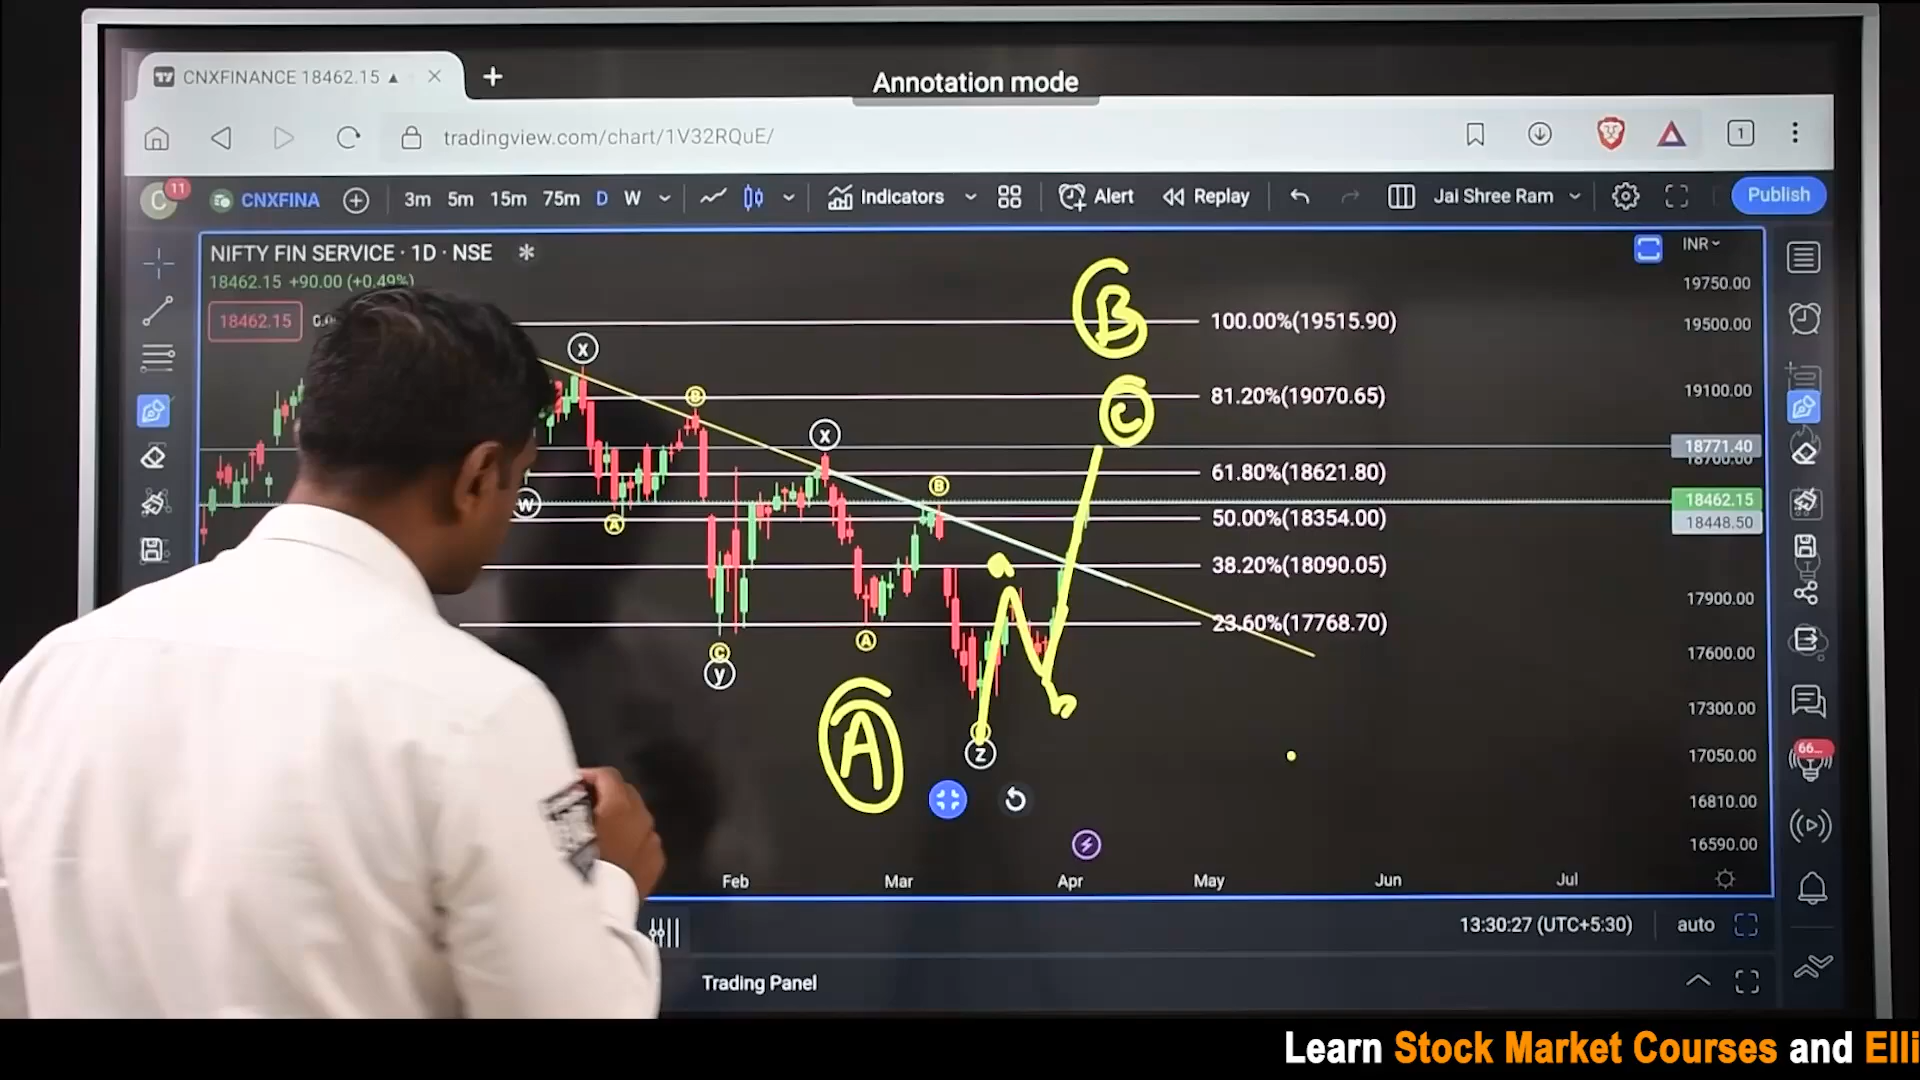 CNXFINANCE 18462.15
Annotation mode
tradingview.com/chart/1V32RQuE/
1
C
11
CNXFINA
3m 5m 15m 75m D W
Indicators
Alert
Replay
Jai Shree Ram
Publish
NIFTY FIN SERVICE · 1D · NSE
18462.15 +90.00 (+0.49%)
18462.15
INR
19750.00
19500.00
19100.00
18771.40
18462.15
18448.50
17900.00
17600.00
17300.00
17050.00
16810.00
16590.00
100.00%(19515.90)
81.20%(19070.65)
61.80%(18621.80)
50.00%(18354.00)
38.20%(18090.05)
23.60%(17768.70)
B
C
X
B
X
B
W
A
A
C
y
A
Z
66...
Feb Mar Apr May Jun Jul
13:30:27 (UTC+5:30)
auto
Trading Panel
Learn Stock Market Courses and Elli